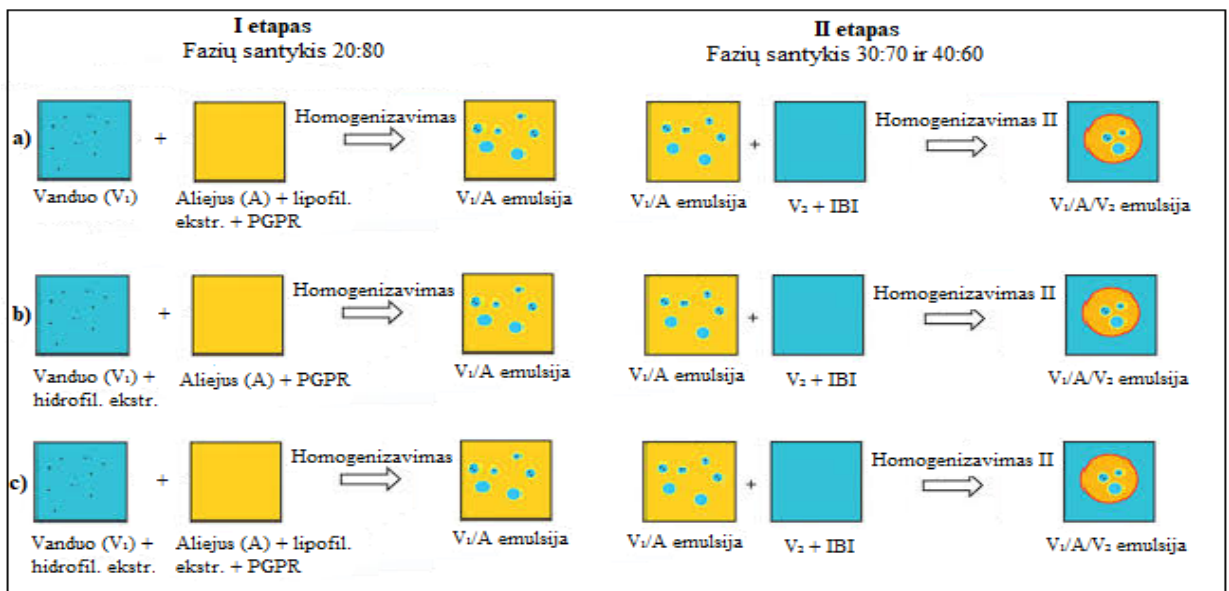 I etapas
Fazių santykis 20:80
II etapas
Fazių santykis 30:70 ir 40:60
a)
+
Homogenizavimas
+
Homogenizavimas II
Vanduo (V₁)
Aliejus (A) + lipofil.
ekstr. + PGPR
V₁/A emulsija
V₁/A emulsija
V₂ + IBI
V₁/A/V₂ emulsija
b)
+
Homogenizavimas
+
Homogenizavimas II
Vanduo (V₁) +
hidrofil. ekstr.
Aliejus (A) + PGPR
V₁/A emulsija
V₁/A emulsija
V₂ + IBI
V₁/A/V₂ emulsija
c)
+
Homogenizavimas
+
Homogenizavimas II
Vanduo (V₁) +
hidrofil. ekstr.
Aliejus (A) + lipofil.
ekstr. + PGPR
V₁/A emulsija
V₁/A emulsija
V₂ + IBI
V₁/A/V₂ emulsija